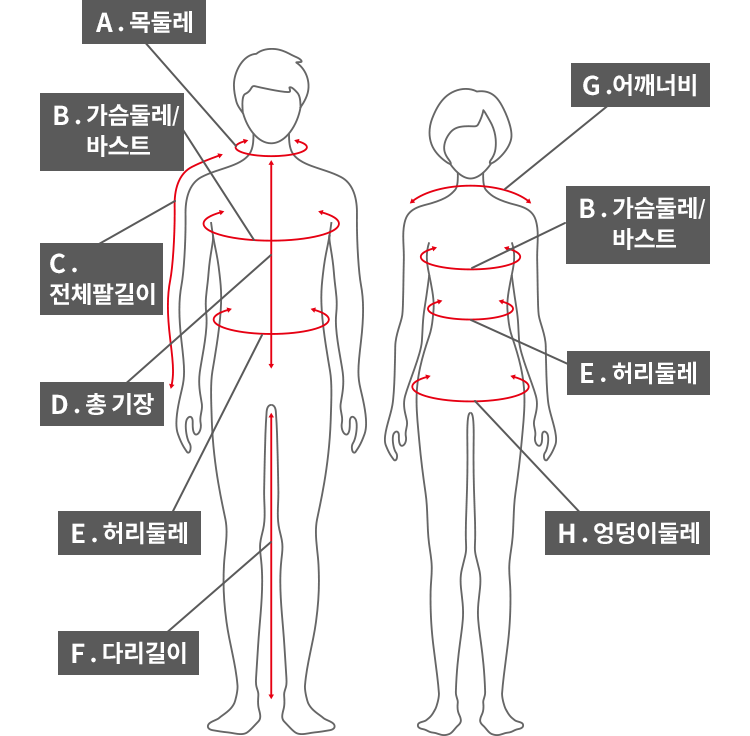 A . 목둘레
B . 가슴둘레/
바스트
C .
전체팔길이
D . 총 기장
E . 허리둘레
F . 다리길이
G .어깨너비
B . 가슴둘레/
바스트
E . 허리둘레
H . 엉덩이둘레